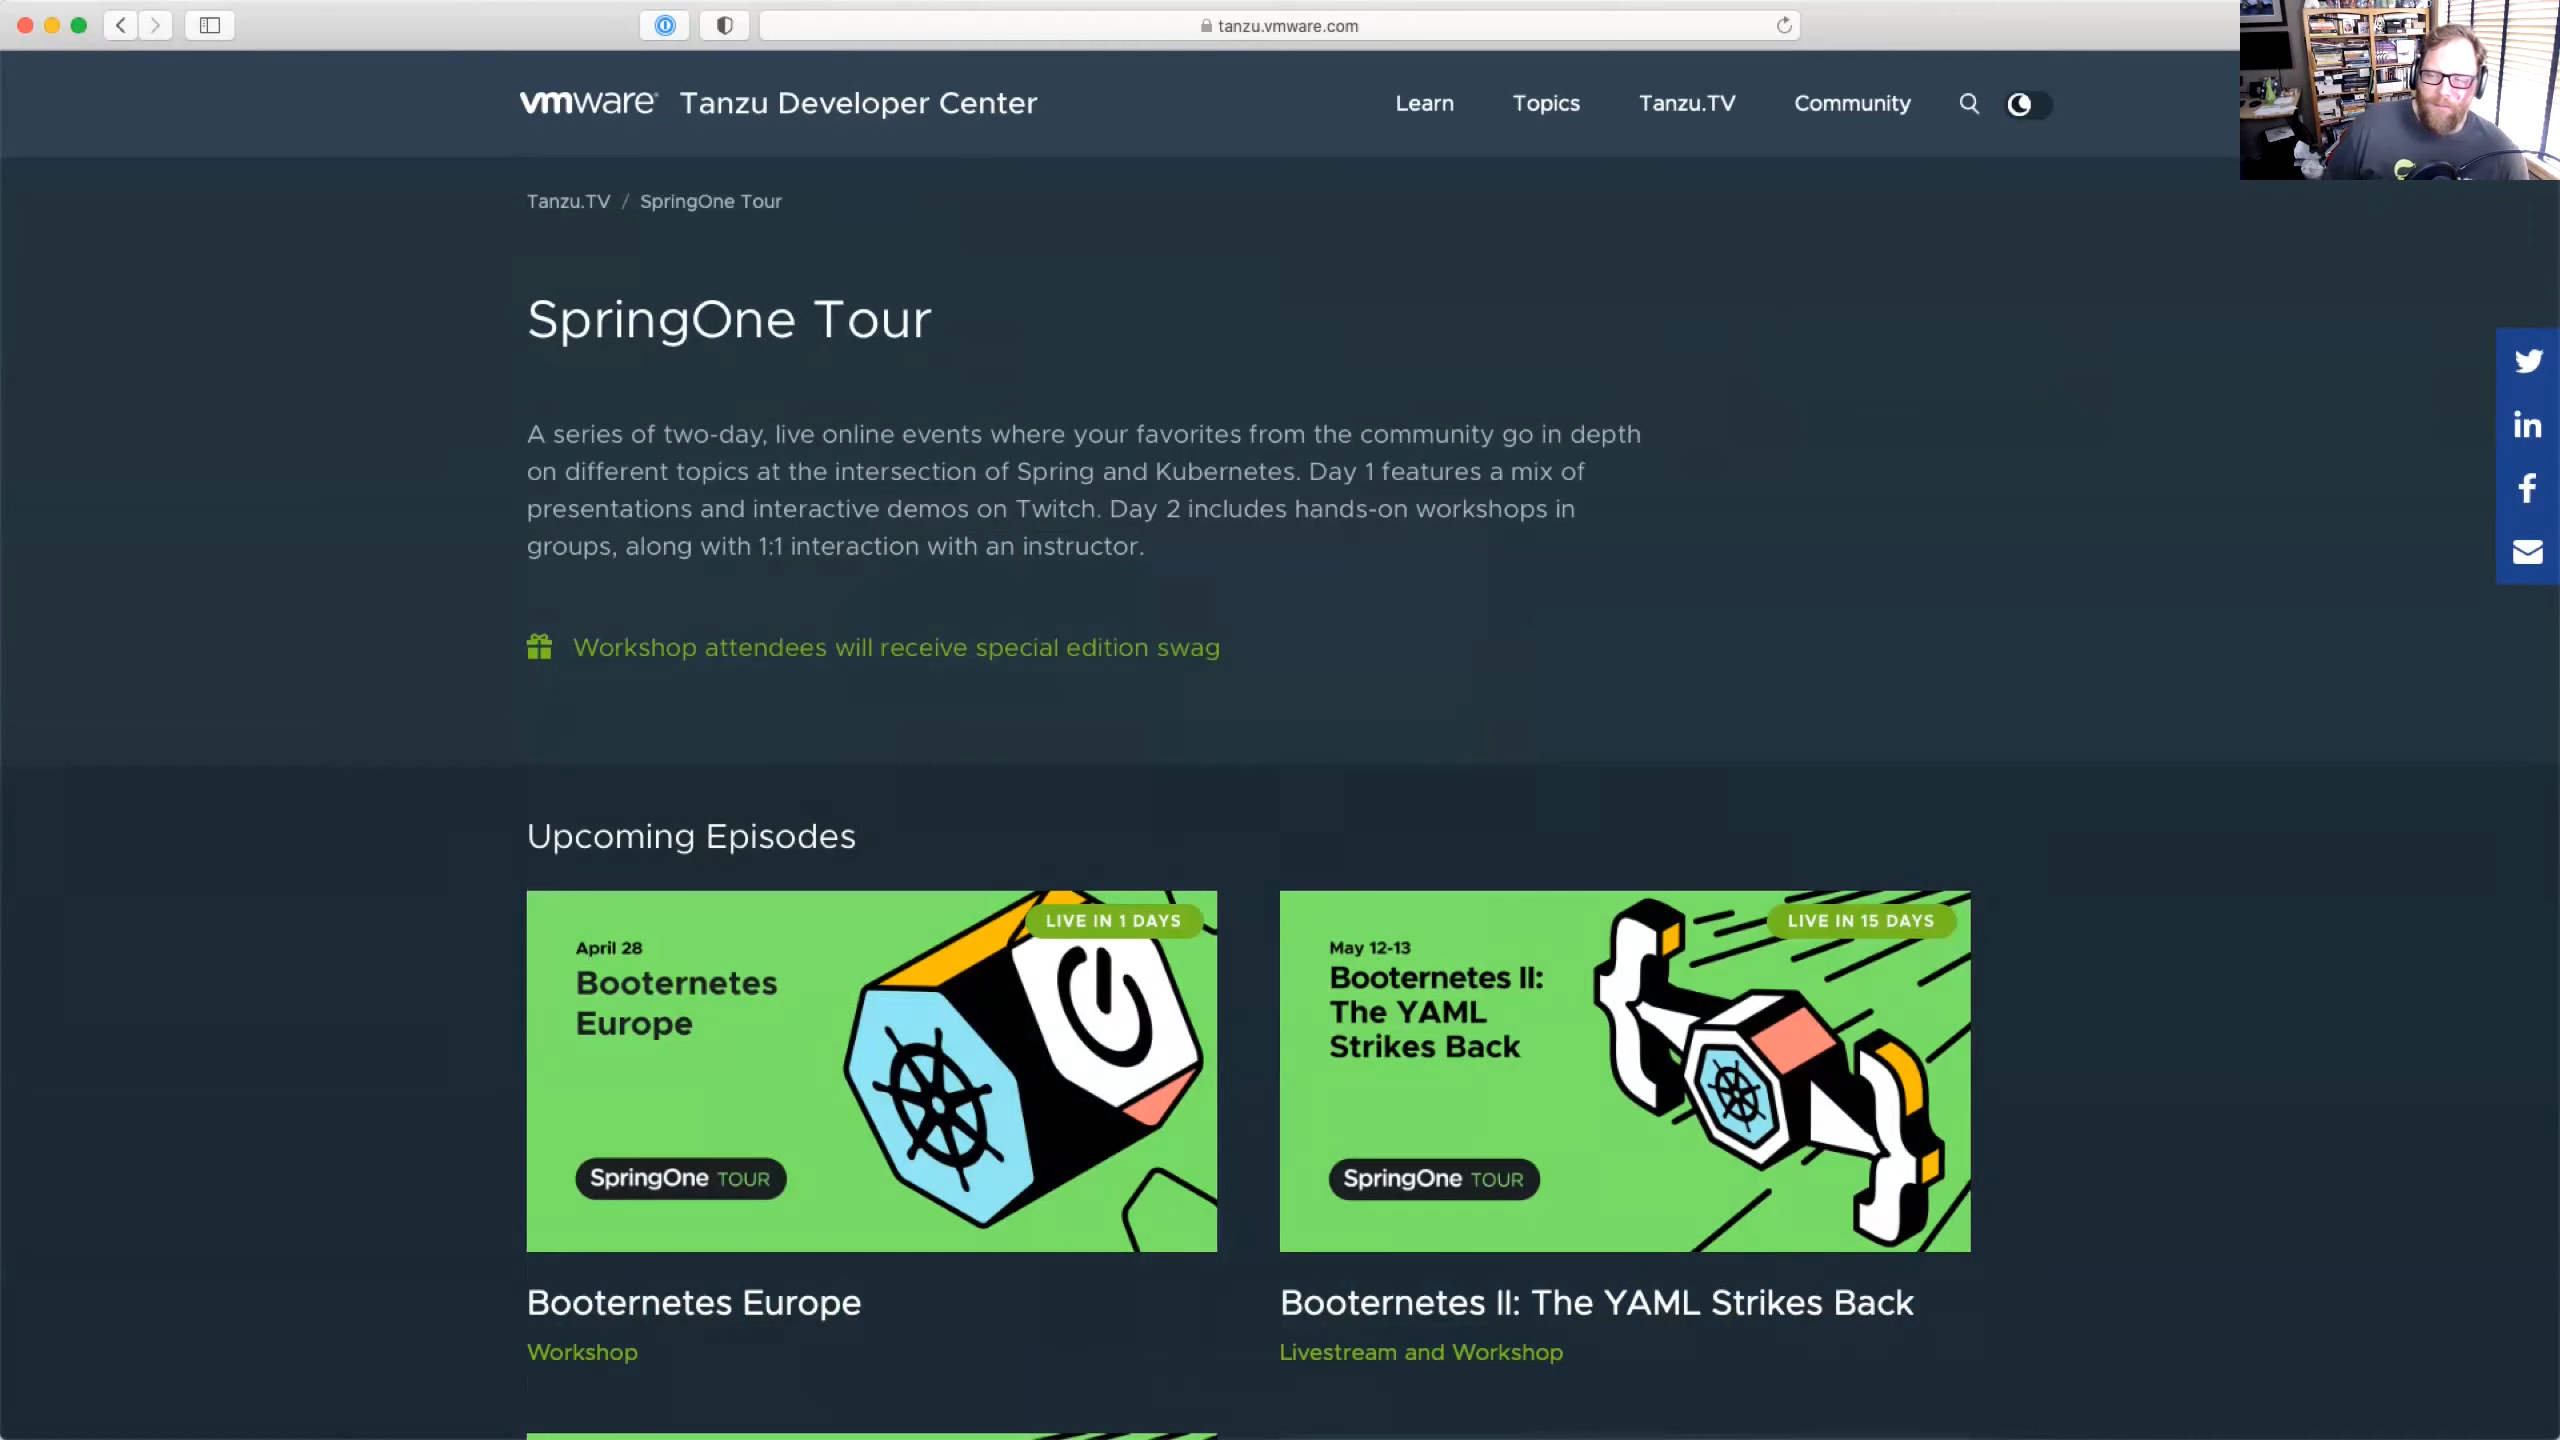 tanzu.vmware.com
vmware Tanzu Developer Center
Learn Topics Tanzu.TV Community
Tanzu.TV / SpringOne Tour
SpringOne Tour
A series of two-day, live online events where your favorites from the community go in depth
on different topics at the intersection of Spring and Kubernetes. Day 1 features a mix of
presentations and interactive demos on Twitch. Day 2 includes hands-on workshops in
groups, along with 1:1 interaction with an instructor.
Workshop attendees will receive special edition swag
Upcoming Episodes
LIVE IN 1 DAYS
April 28
Booternetes
Europe
SpringOne TOUR
Booternetes Europe
Workshop
LIVE IN 15 DAYS
May 12-13
Booternetes II:
The YAML
Strikes Back
SpringOne TOUR
Booternetes II: The YAML Strikes Back
Livestream and Workshop